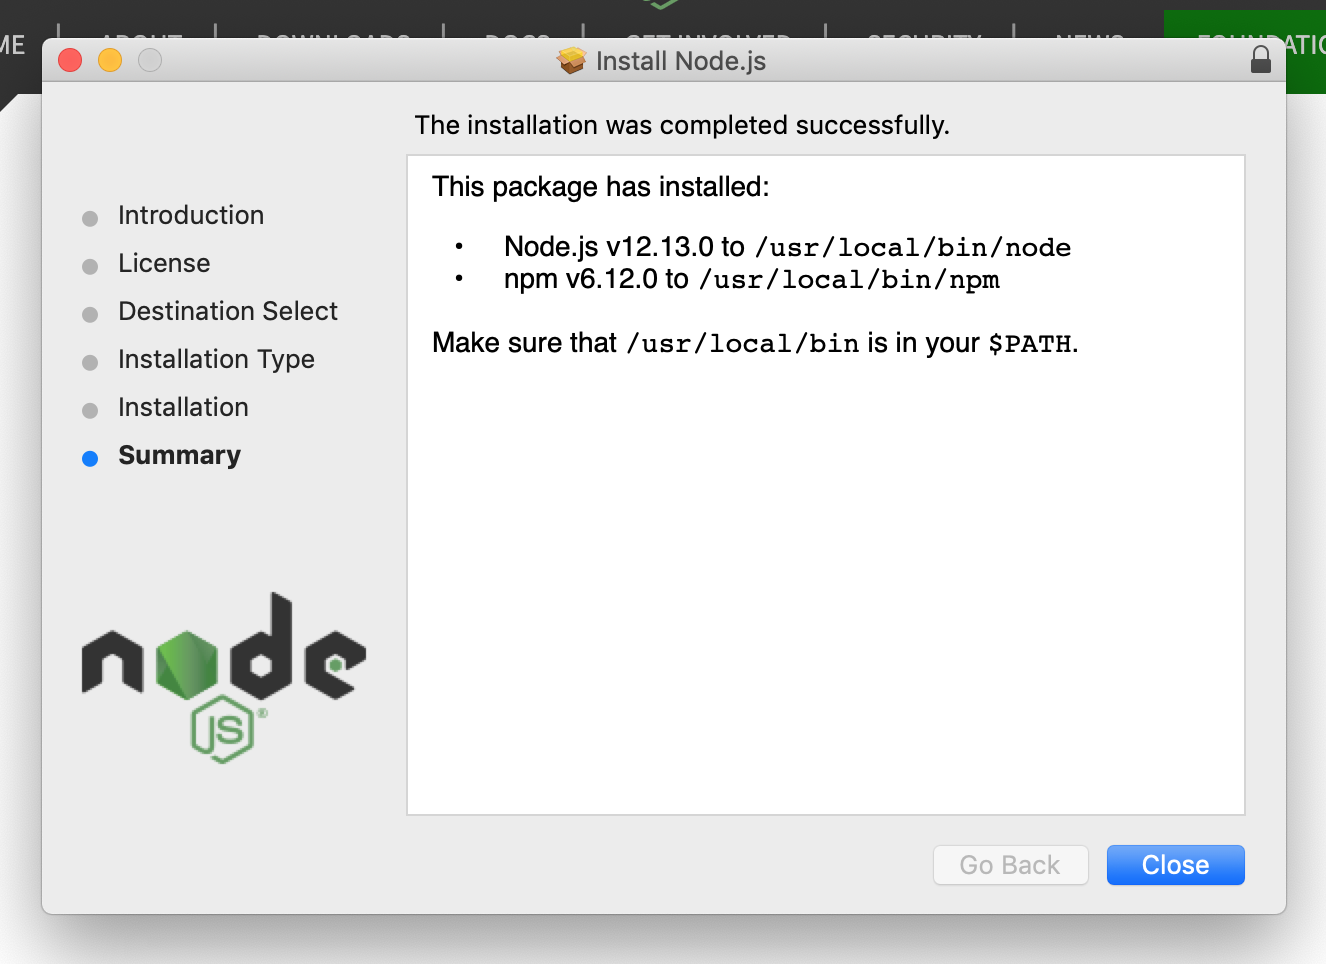 Install Node.js
The installation was completed successfully.
Introduction
License
Destination Select
Installation Type
Installation
Summary
This package has installed:
• Node.js v12.13.0 to /usr/local/bin/node
• npm v6.12.0 to /usr/local/bin/npm
Make sure that /usr/local/bin is in your $PATH.
node
JS®
Go Back
Close